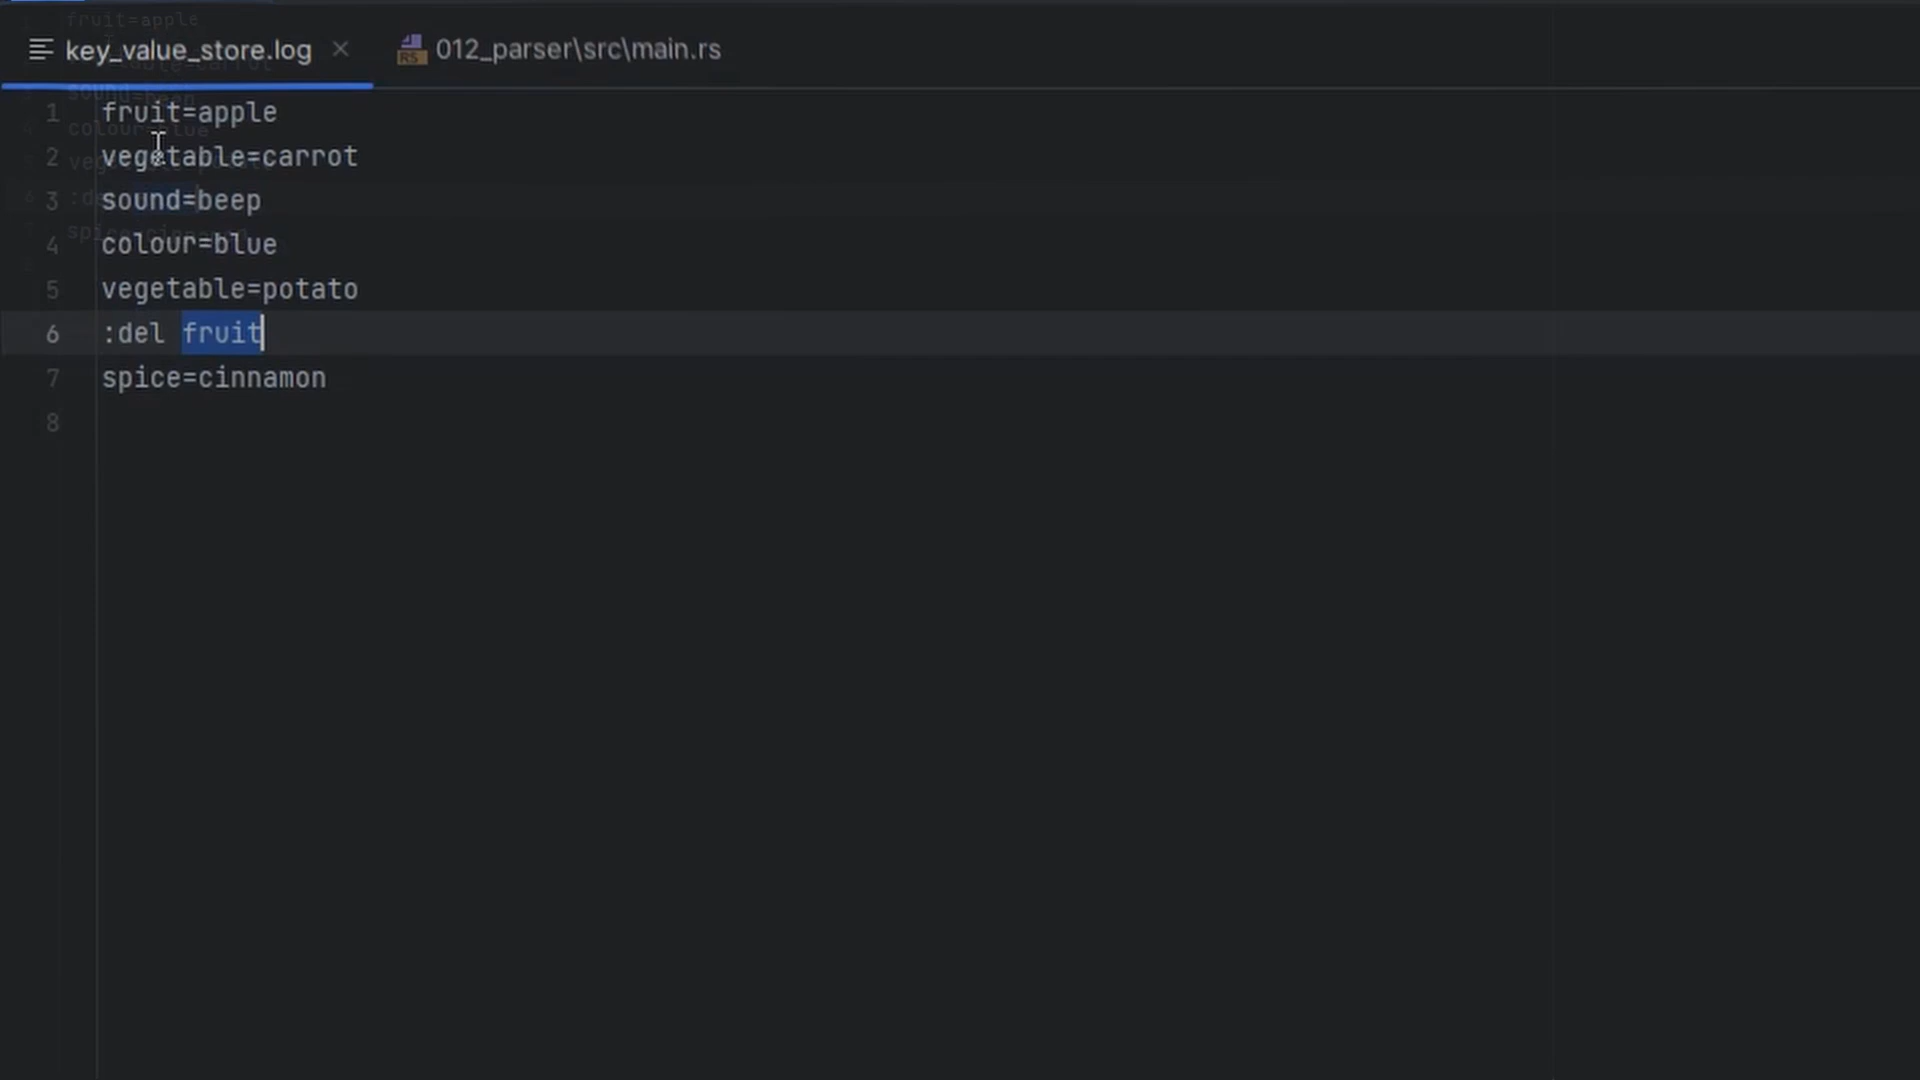 key_value_store.log 012_parser\src\main.rs
1 fruit=apple
2 vegetable=carrot
3 sound=beep
4 colour=blue
5 vegetable=potato
6 :del fruit
7 spice=cinnamon
8